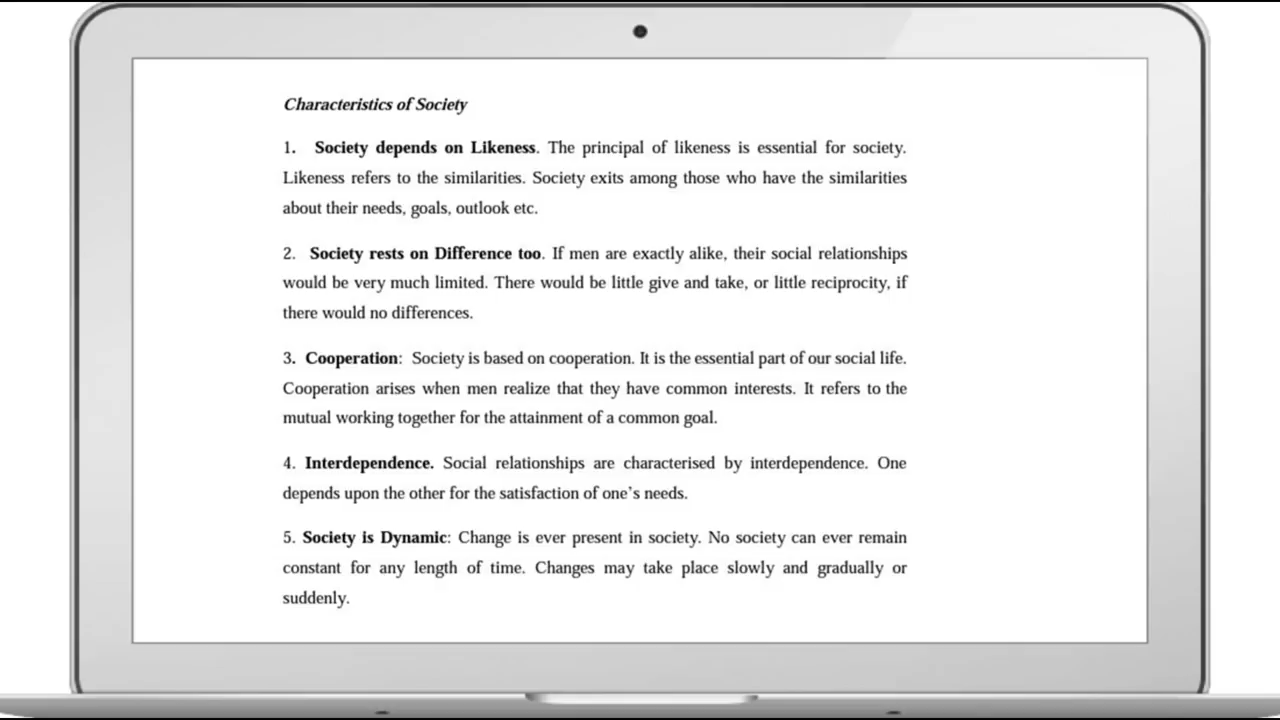 Characteristics of Society
1. Society depends on Likeness. The principal of likeness is essential for society.
Likeness refers to the similarities. Society exits among those who have the similarities
about their needs, goals, outlook etc.
2. Society rests on Difference too. If men are exactly alike, their social relationships
would be very much limited. There would be little give and take, or little reciprocity, if
there would no differences.
3. Cooperation: Society is based on cooperation. It is the essential part of our social life.
Cooperation arises when men realize that they have common interests. It refers to the
mutual working together for the attainment of a common goal.
4. Interdependence. Social relationships are characterised by interdependence. One
depends upon the other for the satisfaction of one’s needs.
5. Society is Dynamic: Change is ever present in society. No society can ever remain
constant for any length of time. Changes may take place slowly and gradually or
suddenly.